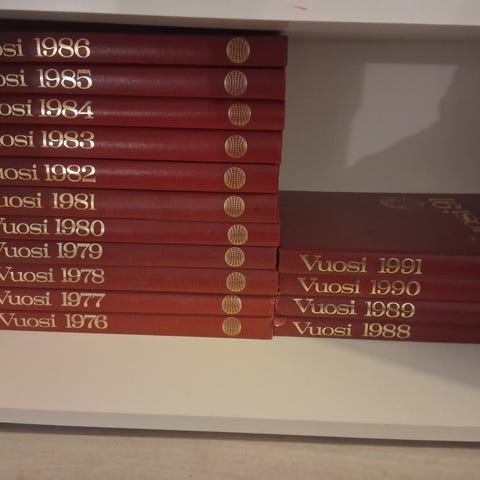 Vuosi 1986
Vuosi 1985
Vuosi 1984
Vuosi 1983
Vuosi 1982
Vuosi 1981
Vuosi 1980
Vuosi 1979
Vuosi 1978
Vuosi 1977
Vuosi 1976
Vuosi 1991
Vuosi 1990
Vuosi 1989
Vuosi 1988